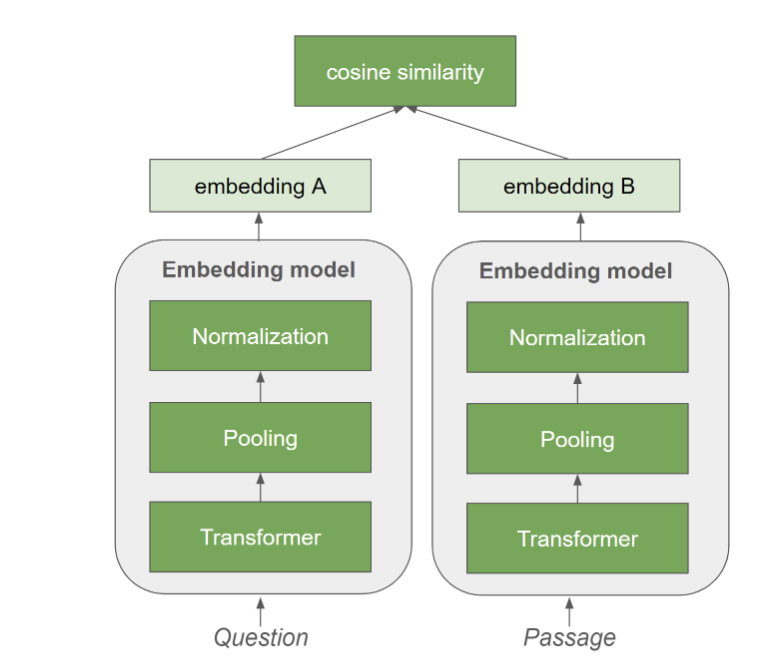 cosine similarity
embedding A
embedding B
Embedding model
Normalization
Pooling
Transformer
Question
Embedding model
Normalization
Pooling
Transformer
Passage